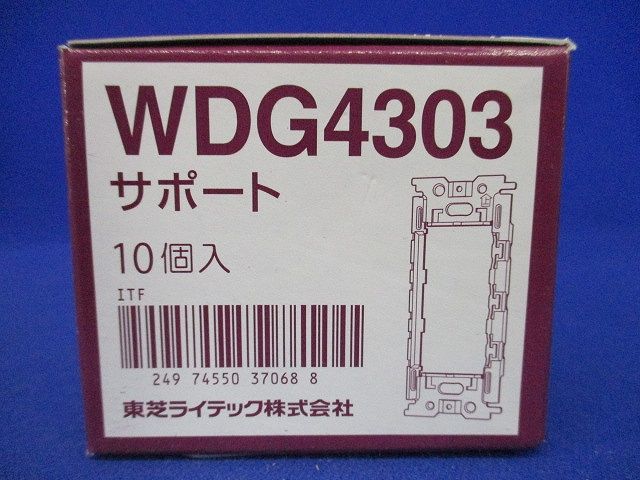 WDG4303
サポート
10個入
ITF
249 74550 37068 8
東芝ライテック株式会社